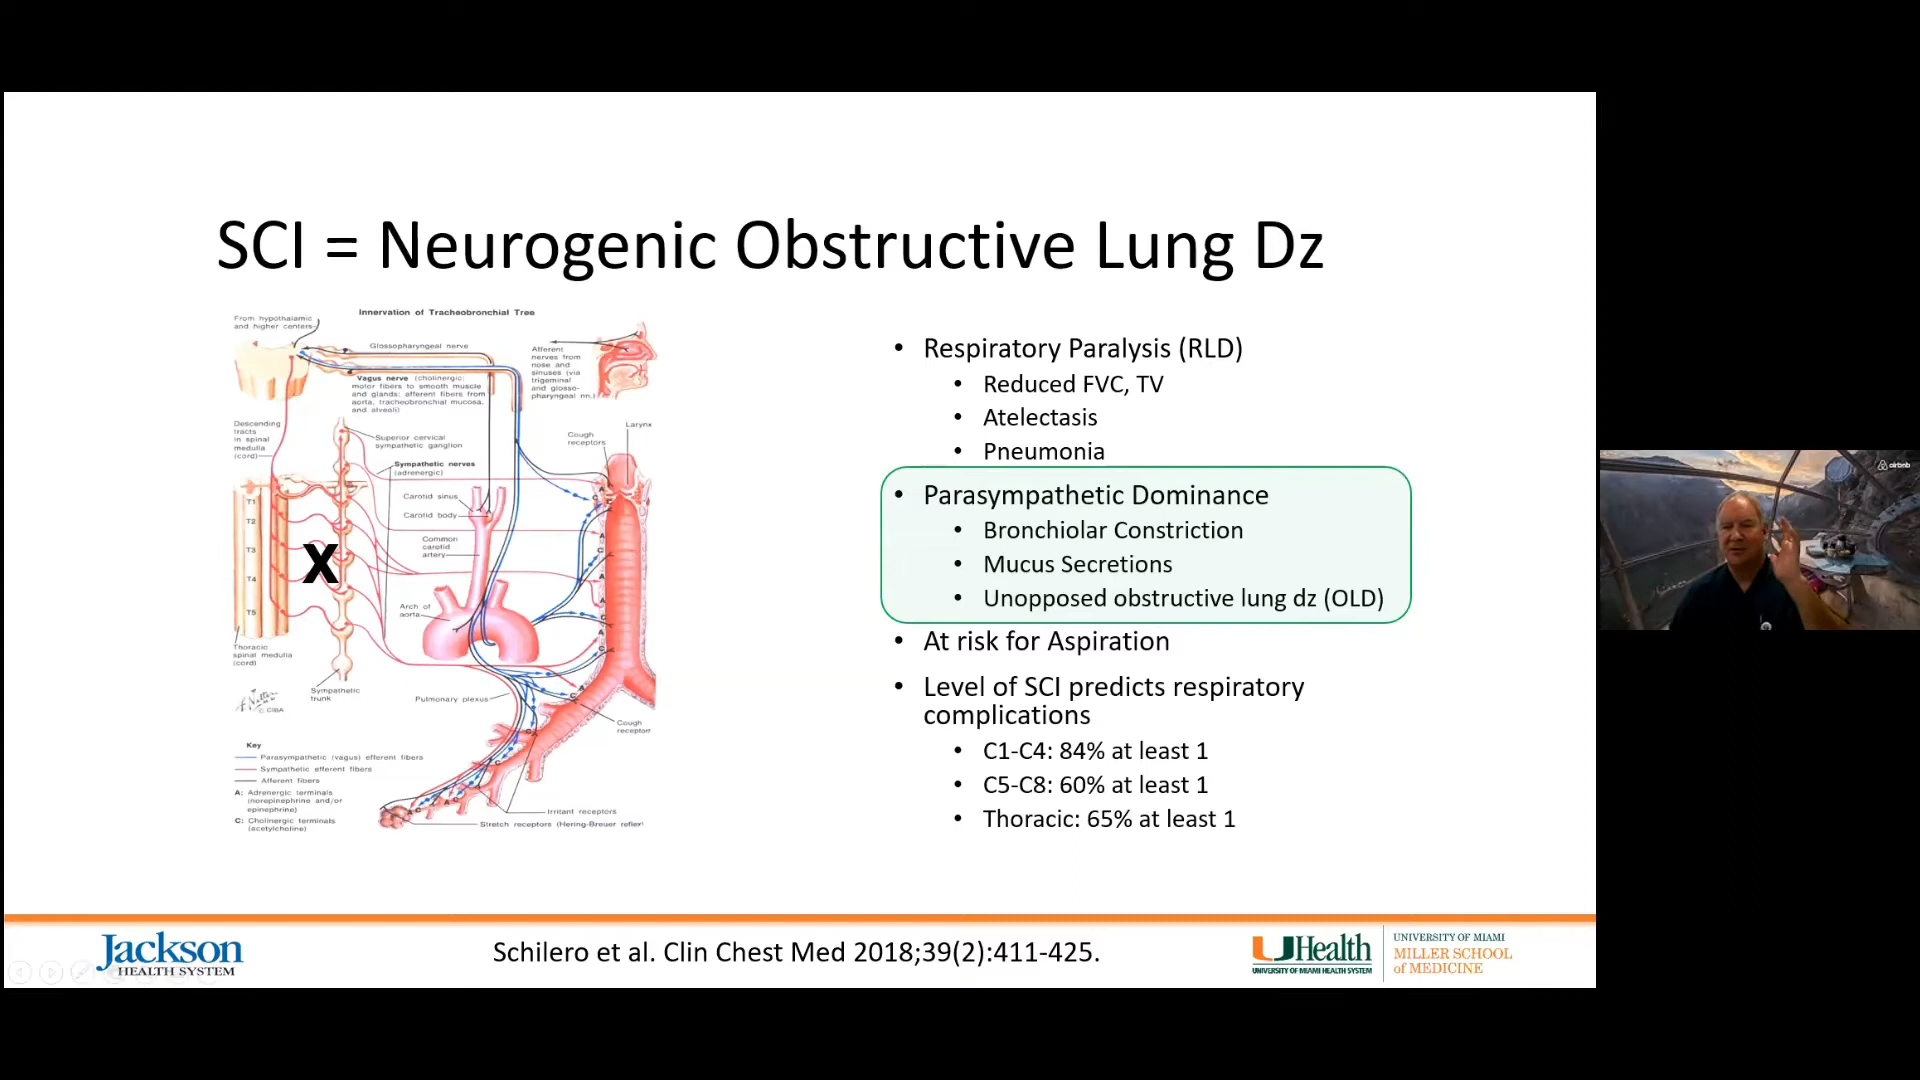 SCI = Neurogenic Obstructive Lung Dz
Innervation of Tracheobronchial Tree
From hypothalamic
and higher centers
Glossopharyngeal nerve
Afferent
nerves from
nose and
sinuses (via
trigeminal
and glosso-
pharyngeal nn.)
Vagus nerve (cholinergic:
motor fibers to smooth muscle
and glands: afferent fibers from
aorta, tracheobronchial mucosa,
and alveoli)
Descending
tracts
in spinal
medulla
(cord)
Superior cervical
sympathetic ganglion
Cough
receptors
Larynx
Sympathetic nerves
(adrenergic)
Carotid sinus
Carotid body
Common
carotid
artery
T1
T2
T3
T4
T5
X
Arch of
aorta
Thoracic
spinal medulla
(cord)
Sympathetic
trunk
Pulmonary plexus
© CIBA
Cough
receptors
Key
Parasympathetic (vagus) efferent fibers
Sympathetic efferent fibers
Afferent fibers
A: Adrenergic terminals
(norepinephrine and/or
epinephrine)
C: Cholinergic terminals
(acetylcholine)
Irritant receptors
Stretch receptors (Hering-Breuer reflex)
• Respiratory Paralysis (RLD)
• Reduced FVC, TV
• Atelectasis
• Pneumonia
• Parasympathetic Dominance
• Bronchiolar Constriction
• Mucus Secretions
• Unopposed obstructive lung dz (OLD)
• At risk for Aspiration
• Level of SCI predicts respiratory
complications
• C1-C4: 84% at least 1
• C5-C8: 60% at least 1
• Thoracic: 65% at least 1
airbnb
Jackson
HEALTH SYSTEM
Schilero et al. Clin Chest Med 2018;39(2):411-425.
UHealth
UNIVERSITY OF MIAMI HEALTH SYSTEM
UNIVERSITY OF MIAMI
MILLER SCHOOL
of MEDICINE